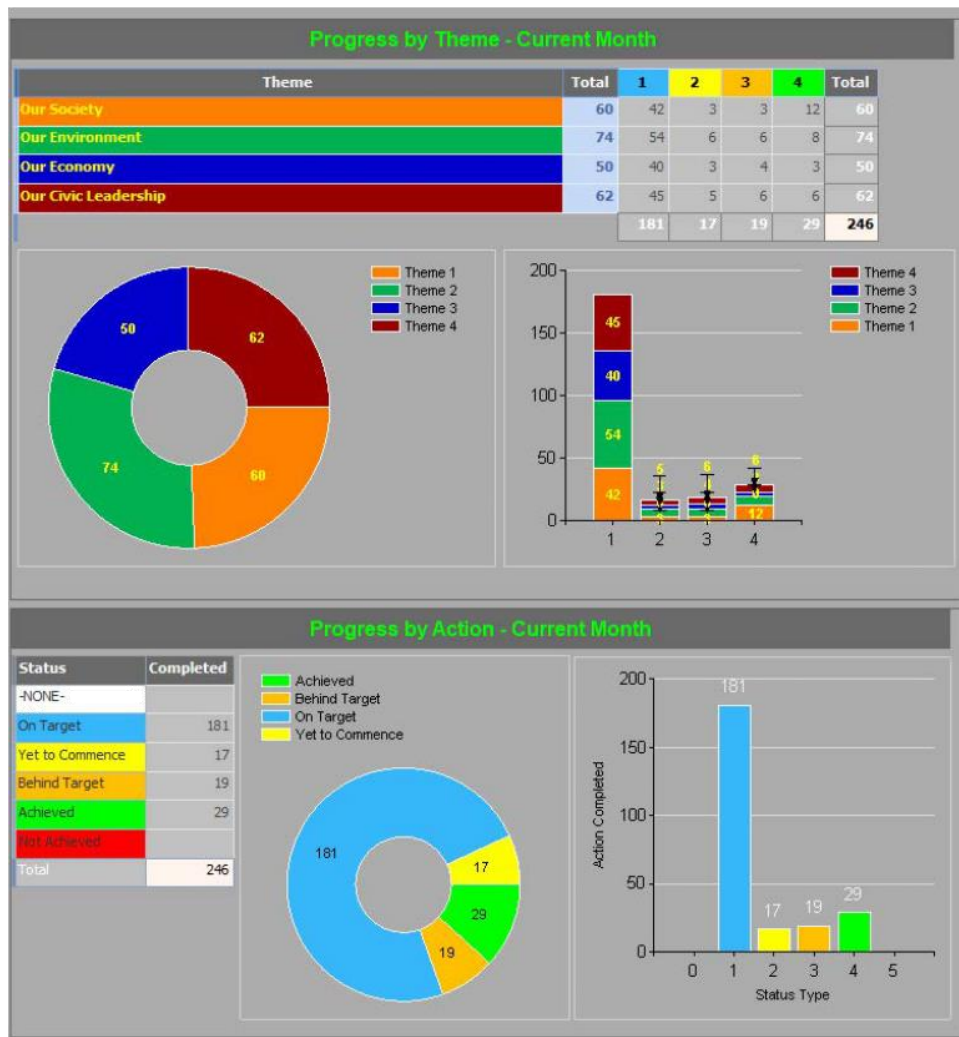 Progress by Theme - Current Month
Theme Total 1 2 3 4 Total
Our Society 60 42 3 3 12 60
Our Environment 74 54 6 6 8 74
Our Economy 50 40 3 4 3 50
Our Civic Leadership 62 45 5 6 6 62
181 17 19 29 246
Theme 1
Theme 2
Theme 3
Theme 4
50
62
74
60
Theme 4
Theme 3
Theme 2
Theme 1
200
150
100
50
0
45
40
54
42
5
6
6
12
1 2 3 4
Progress by Action - Current Month
Status Completed
-NONE-
On Target 181
Yet to Commence 17
Behind Target 19
Achieved 29
Not Achieved
Total 246
Achieved
Behind Target
On Target
Yet to Commence
181
17
29
19
Action Completed
200
150
100
50
0
181
17
19
29
0 1 2 3 4 5
Status Type